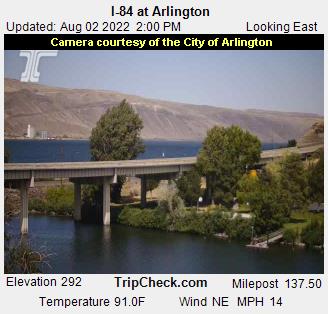 I-84 at Arlington
Updated: Aug 02 2022 2:00 PM Looking East
Camera courtesy of the City of Arlington
Elevation 292 TripCheck.com Milepost 137.50
Temperature 91.0F Wind NE MPH 14